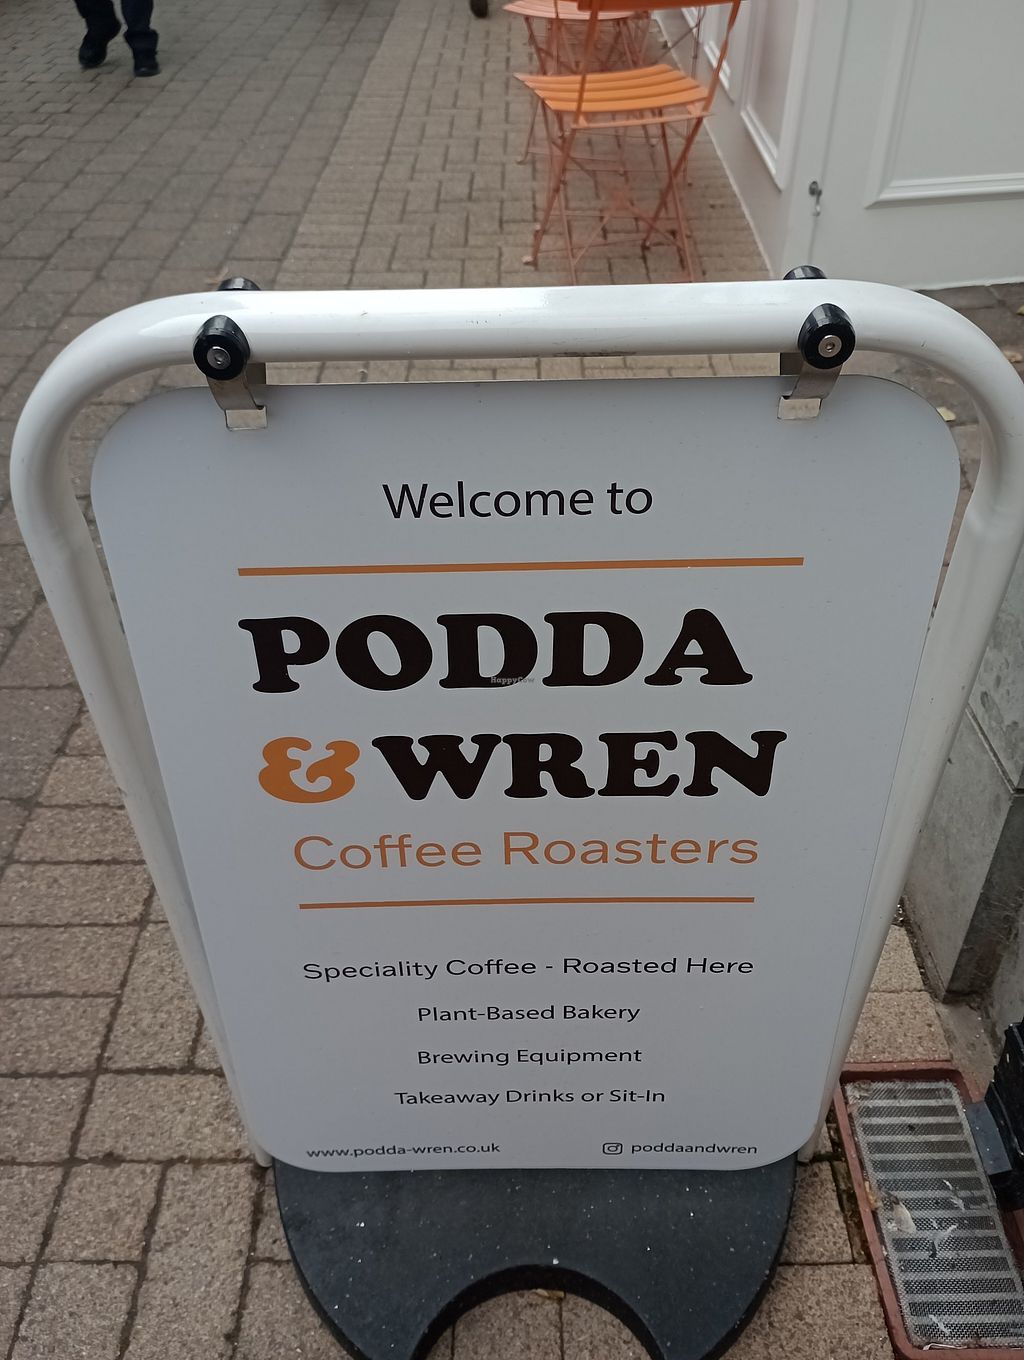 Welcome to
PODDA
& WREN
Coffee Roasters
Speciality Coffee - Roasted Here
Plant-Based Bakery
Brewing Equipment
Takeaway Drinks or Sit-In
www.podda-wren.co.uk poddaandwren
HappyCow